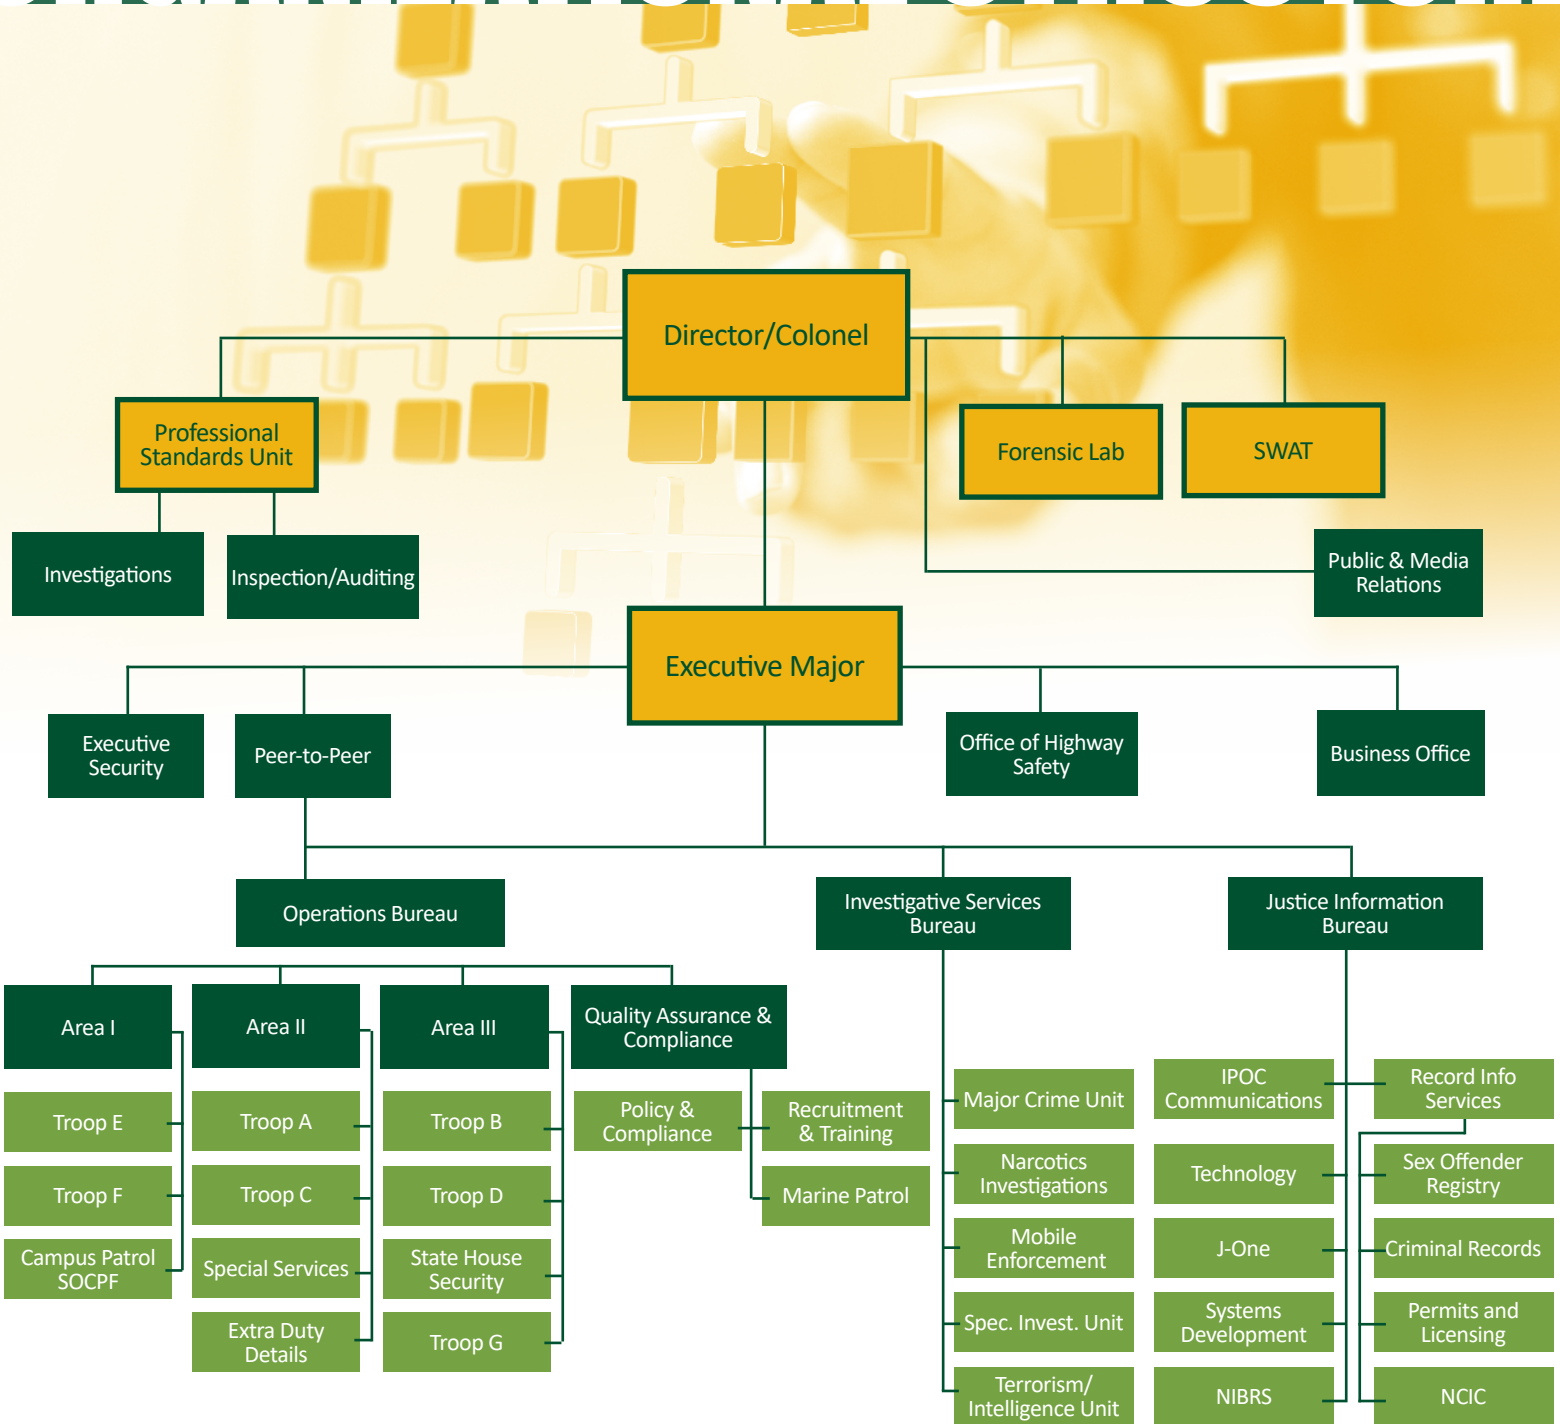 Director/Colonel
Professional
Standards Unit
Forensic Lab
SWAT
Investigations
Inspection/Auditing
Public & Media
Relations
Executive Major
Executive
Security
Peer-to-Peer
Office of Highway
Safety
Business Office
Operations Bureau
Investigative Services
Bureau
Justice Information
Bureau
Area I
Area II
Area III
Quality Assurance &
Compliance
Troop E
Troop F
Campus Patrol
SOCPF
Troop A
Troop C
Special Services
Extra Duty
Details
Troop B
Troop D
State House
Security
Troop G
Policy &
Compliance
Recruitment
& Training
Marine Patrol
Major Crime Unit
Narcotics
Investigations
Mobile
Enforcement
Spec. Invest. Unit
Terrorism/
Intelligence Unit
IPOC
Communications
Technology
J-One
Systems
Development
NIBRS
Record Info
Services
Sex Offender
Registry
Criminal Records
Permits and
Licensing
NCIC